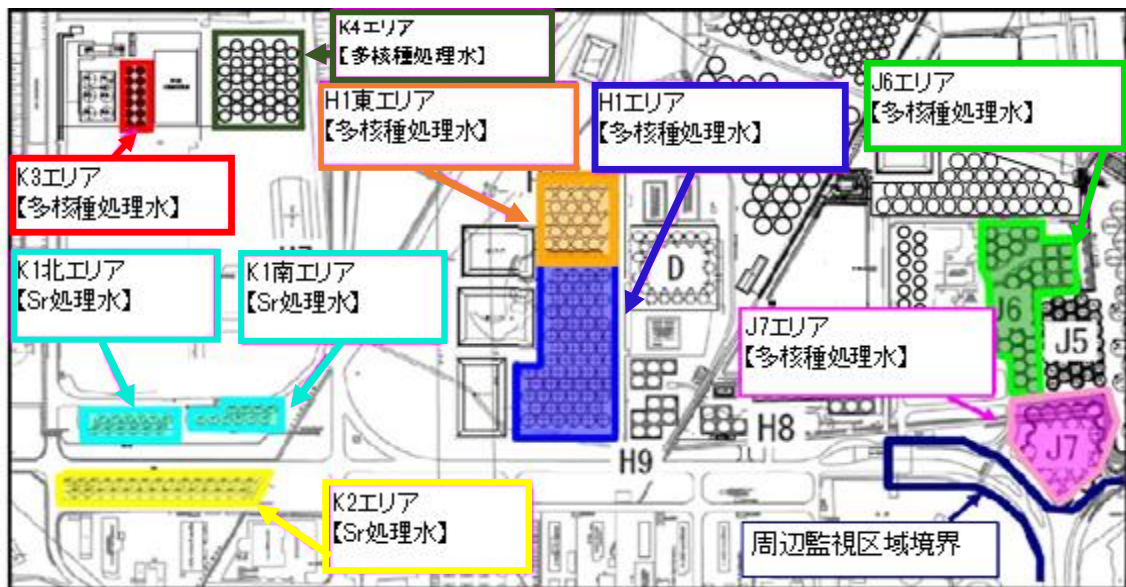 K4エリア
【多核種処理水】
H1東エリア
【多核種処理水】
H1エリア
【多核種処理水】
J6エリア
【多核種処理水】
K3エリア
【多核種処理水】
K1北エリア
【Sr処理水】
K1南エリア
【Sr処理水】
D
J6
J7エリア
【多核種処理水】
J5
H8
J7
H9
K2エリア
【Sr処理水】
周辺監視区域境界